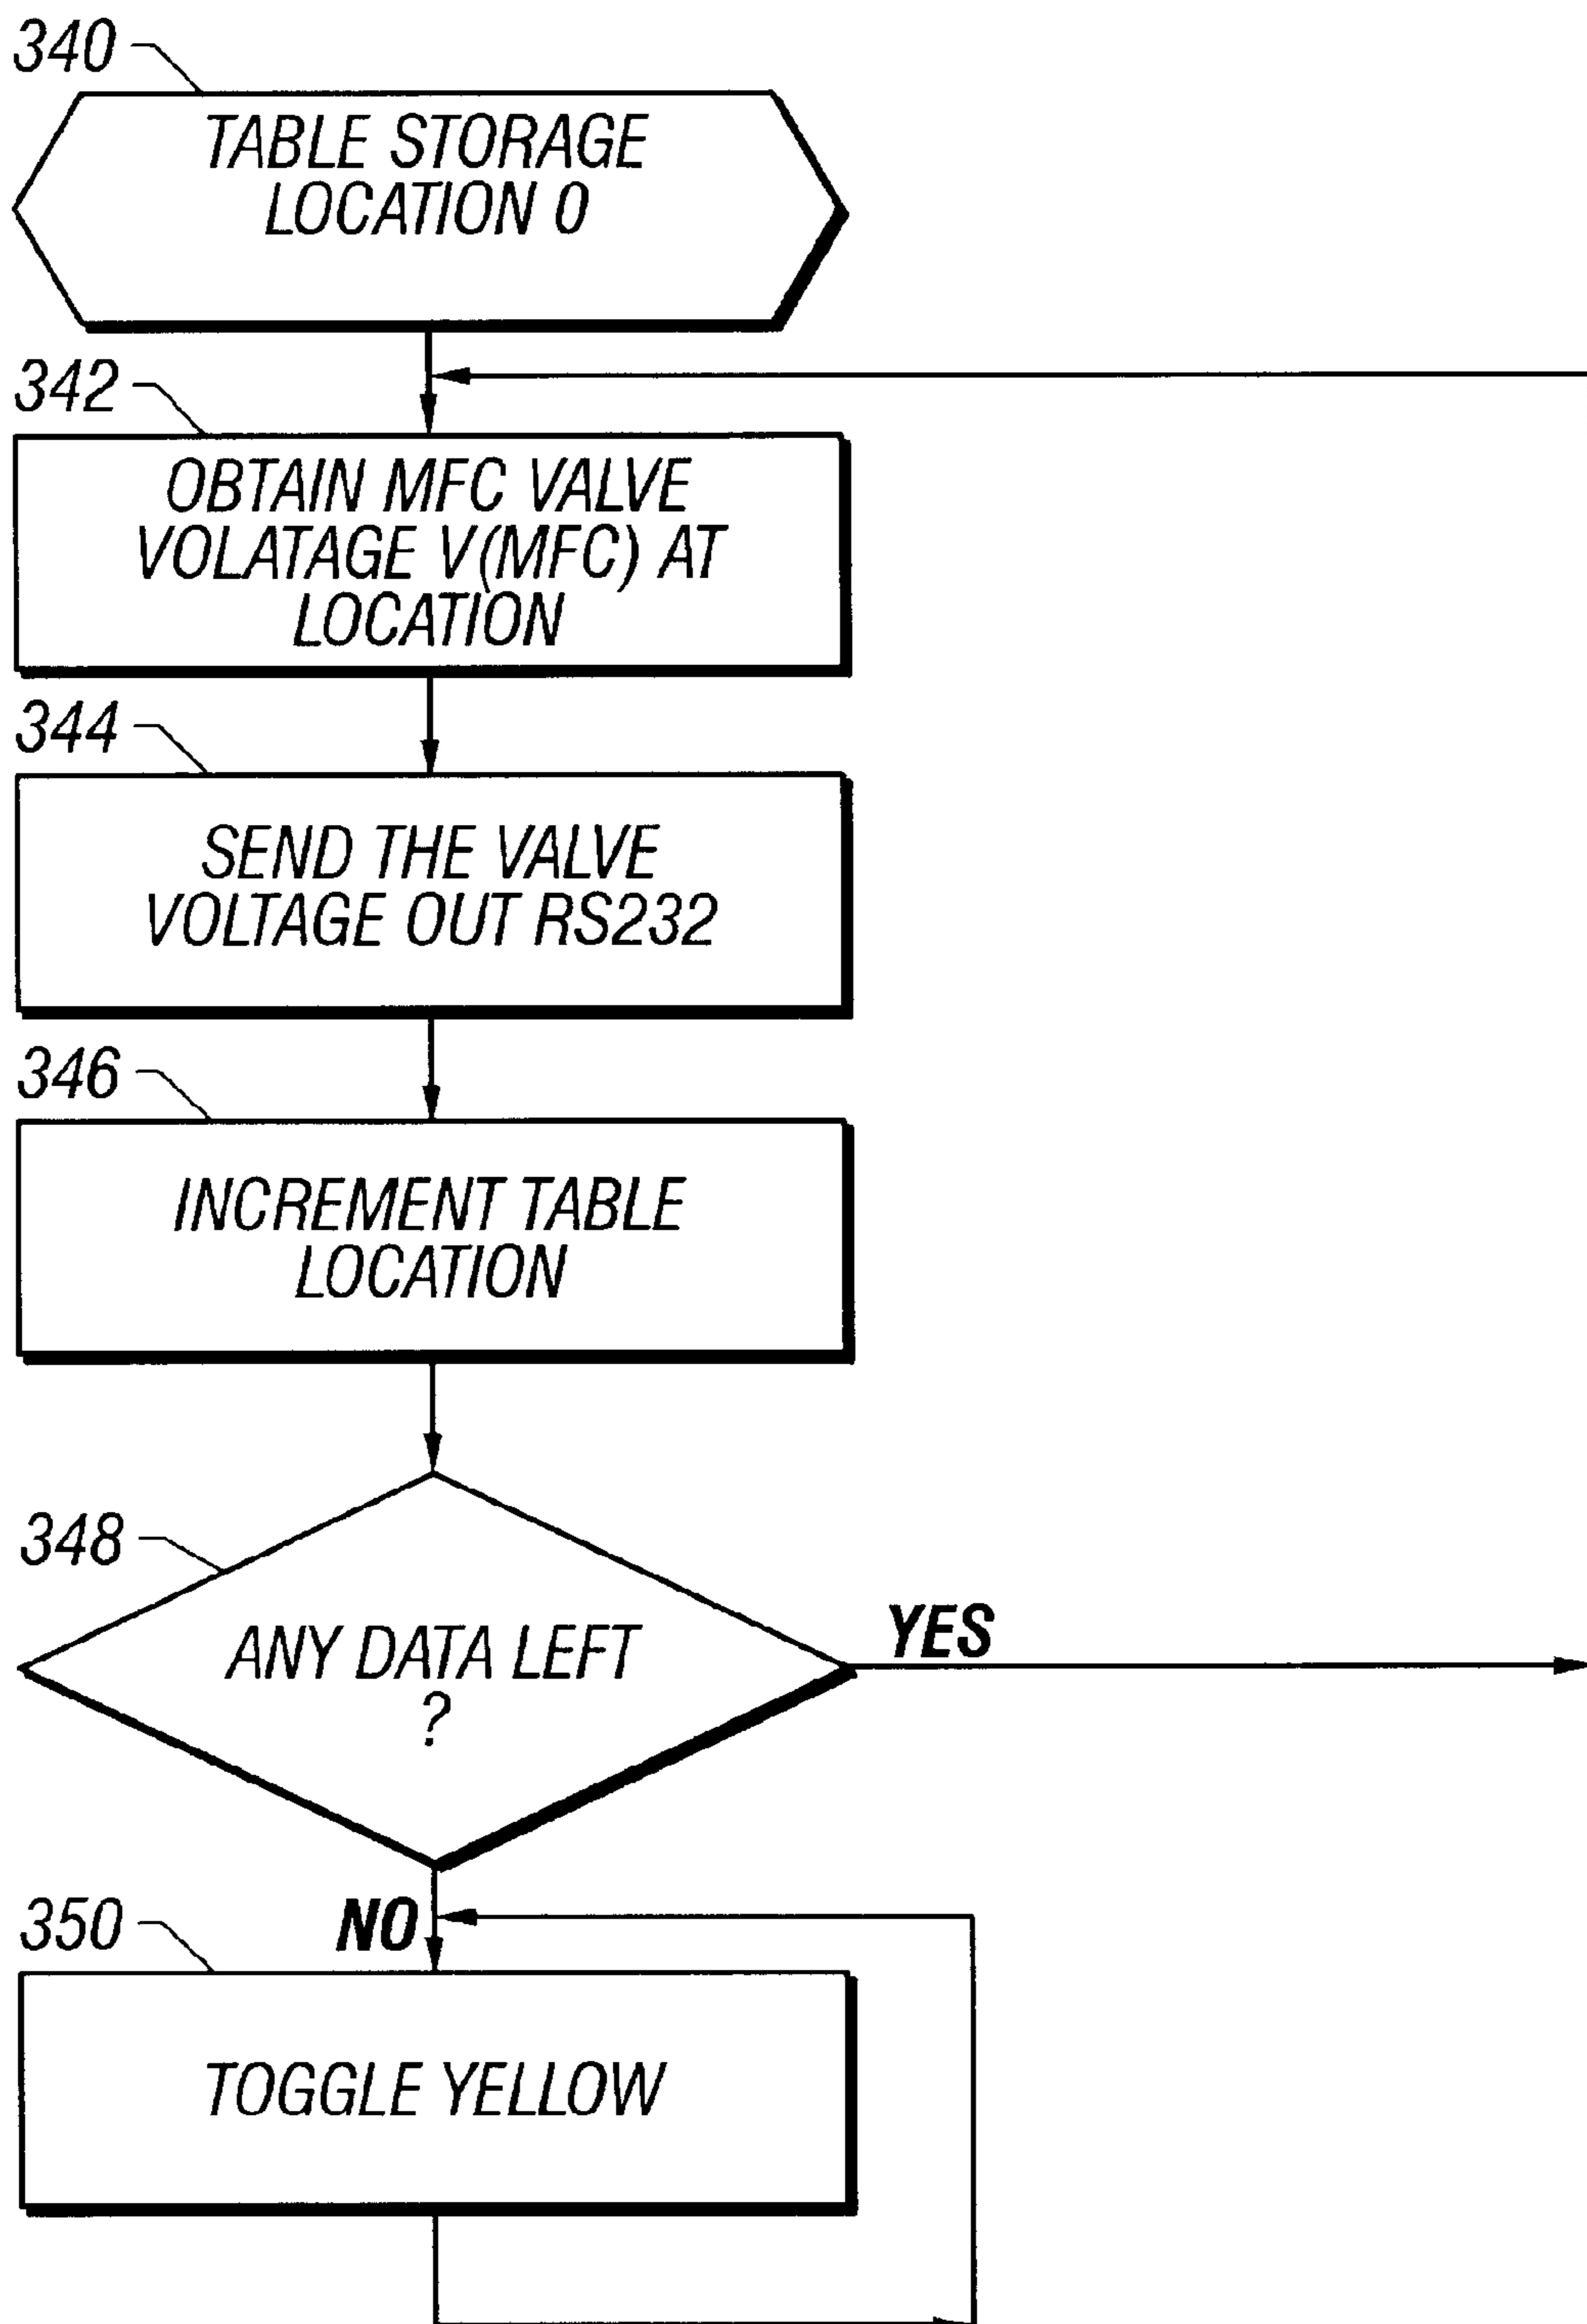 340
TABLE STORAGE
LOCATION 0
342
OBTAIN MFC VALVE
VOLATAGE V(MFC) AT
LOCATION
344
SEND THE VALVE
VOLTAGE OUT RS232
346
INCREMENT TABLE
LOCATION
348
ANY DATA LEFT
?
YES
NO
350
TOGGLE YELLOW